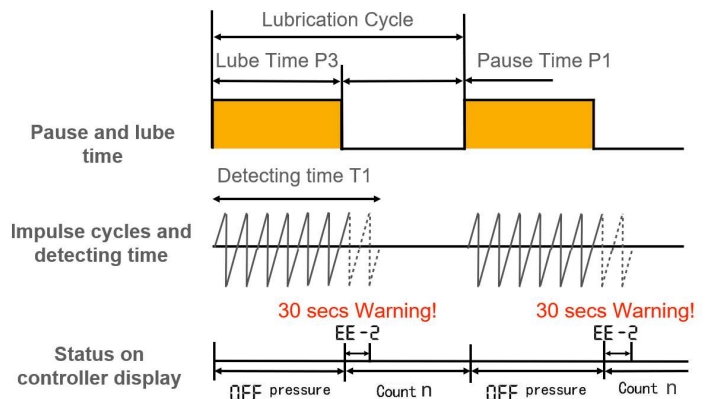 Lubrication Cycle
Lube Time P3
Pause Time P1
Pause and lube
time
Detecting time T1
Impulse cycles and
detecting time
30 secs Warning!
30 secs Warning!
EE-2
EE-2
Status on
controller display
OFF pressure
Count n
OFF pressure
Count n